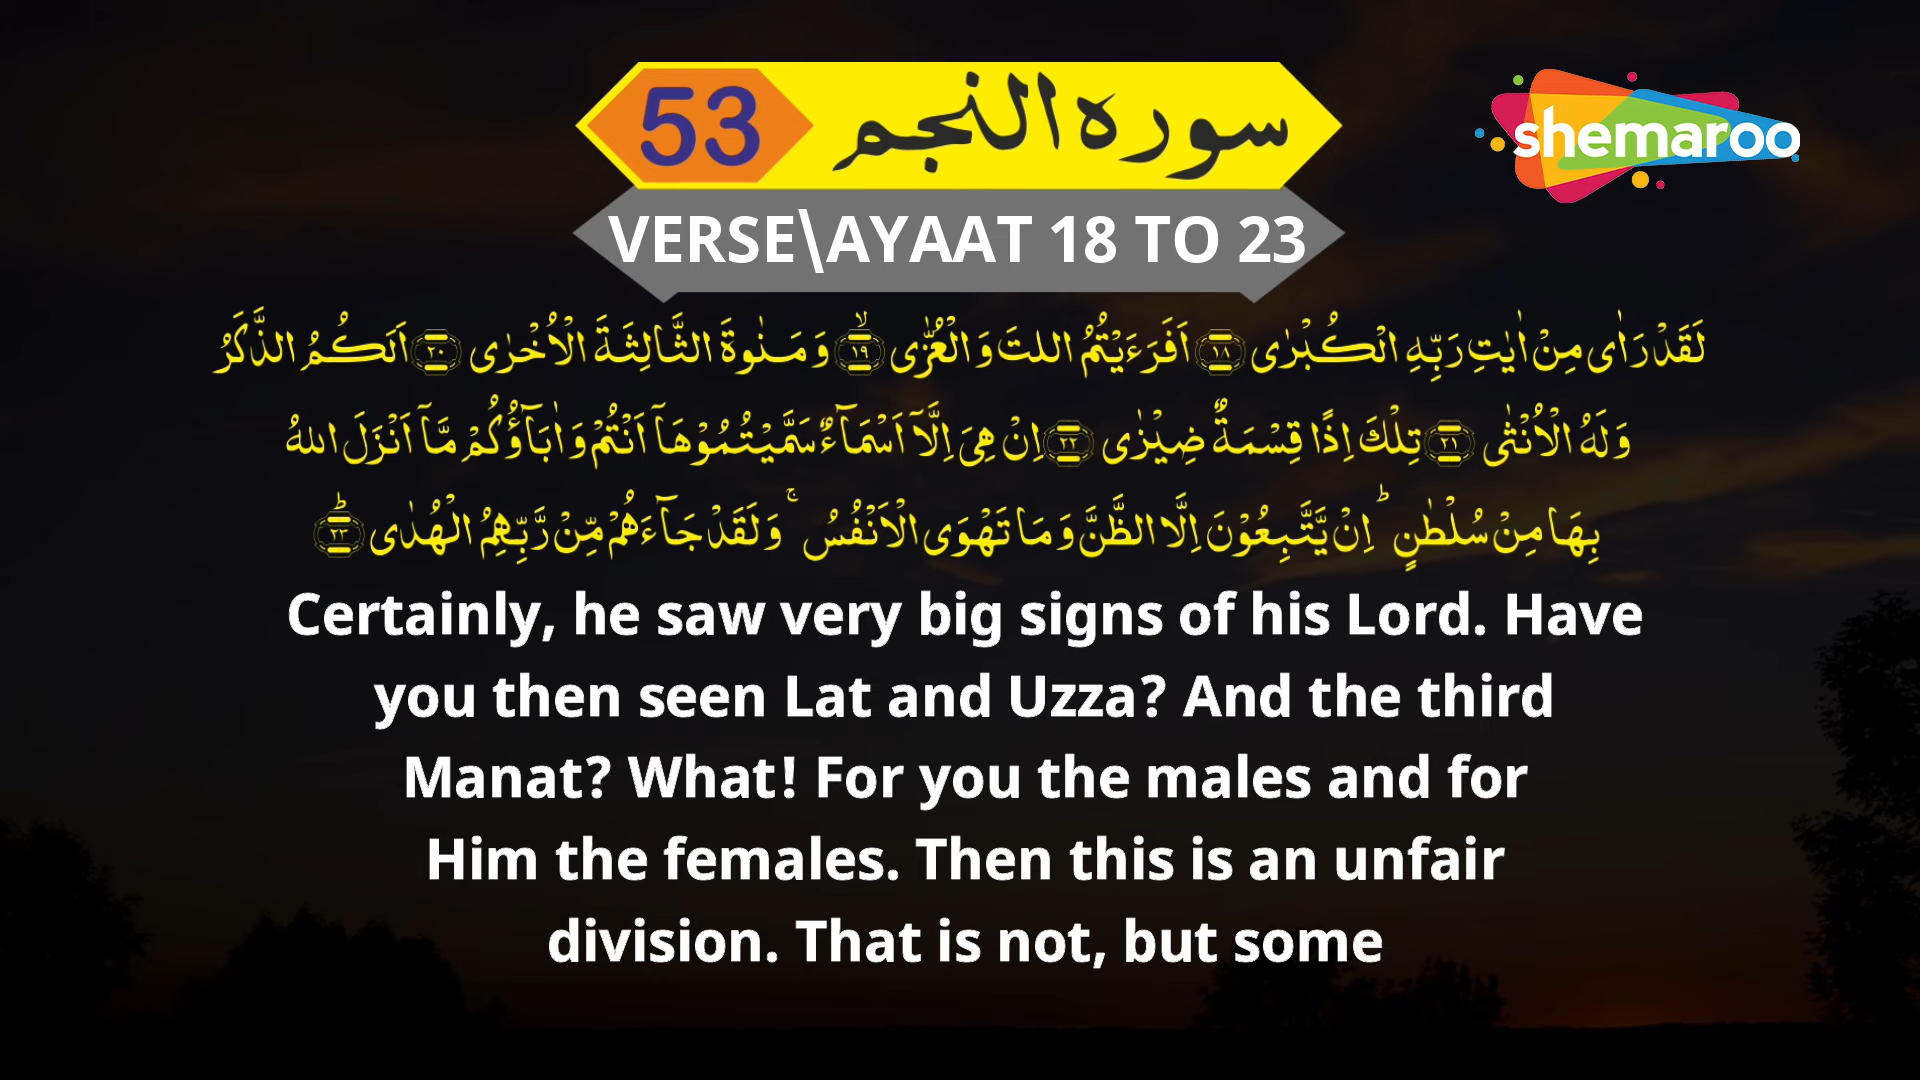 53 سوره النجم
shemaroo
VERSE\AYAAT 18 TO 23
لَقَدْ رَاٰى مِنْ اٰيٰتِ رَبِّهِ الْكُبْرٰى ١٨ اَفَرَءَيْتُمُ اللتَ وَ الْعُزّٰى ١٩ وَ مَنٰوةَ الثَّالِثَةَ الْاُخْرٰى ٢٠ اَلَكُمُ الذَّكَرُ
وَلَهُ الْاُنْثٰى ٢١ تِلْكَ اِذًا قِسْمَةٌ ضِيْزٰى ٢٢ اِنْ هِىَ اِلَّاۤ اَسْمَآءٌ سَمَّيْتُمُوْهَاۤ اَنْتُمْ وَ اٰبَآؤُكُمْ مَّاۤ اَنْزَلَ اللهُ
بِهَا مِنْ سُلْطٰنٍ ؕ اِنْ يَّتَّبِعُوْنَ اِلَّا الظَّنَّ وَ مَا تَهْوَى الْاَنْفُسُ ۚ وَ لَقَدْ جَآءَهُمْ مِّنْ رَّبِّهِمُ الْهُدٰى ؕ ٢٣
Certainly, he saw very big signs of his Lord. Have
you then seen Lat and Uzza? And the third
Manat? What! For you the males and for
Him the females. Then this is an unfair
division. That is not, but some